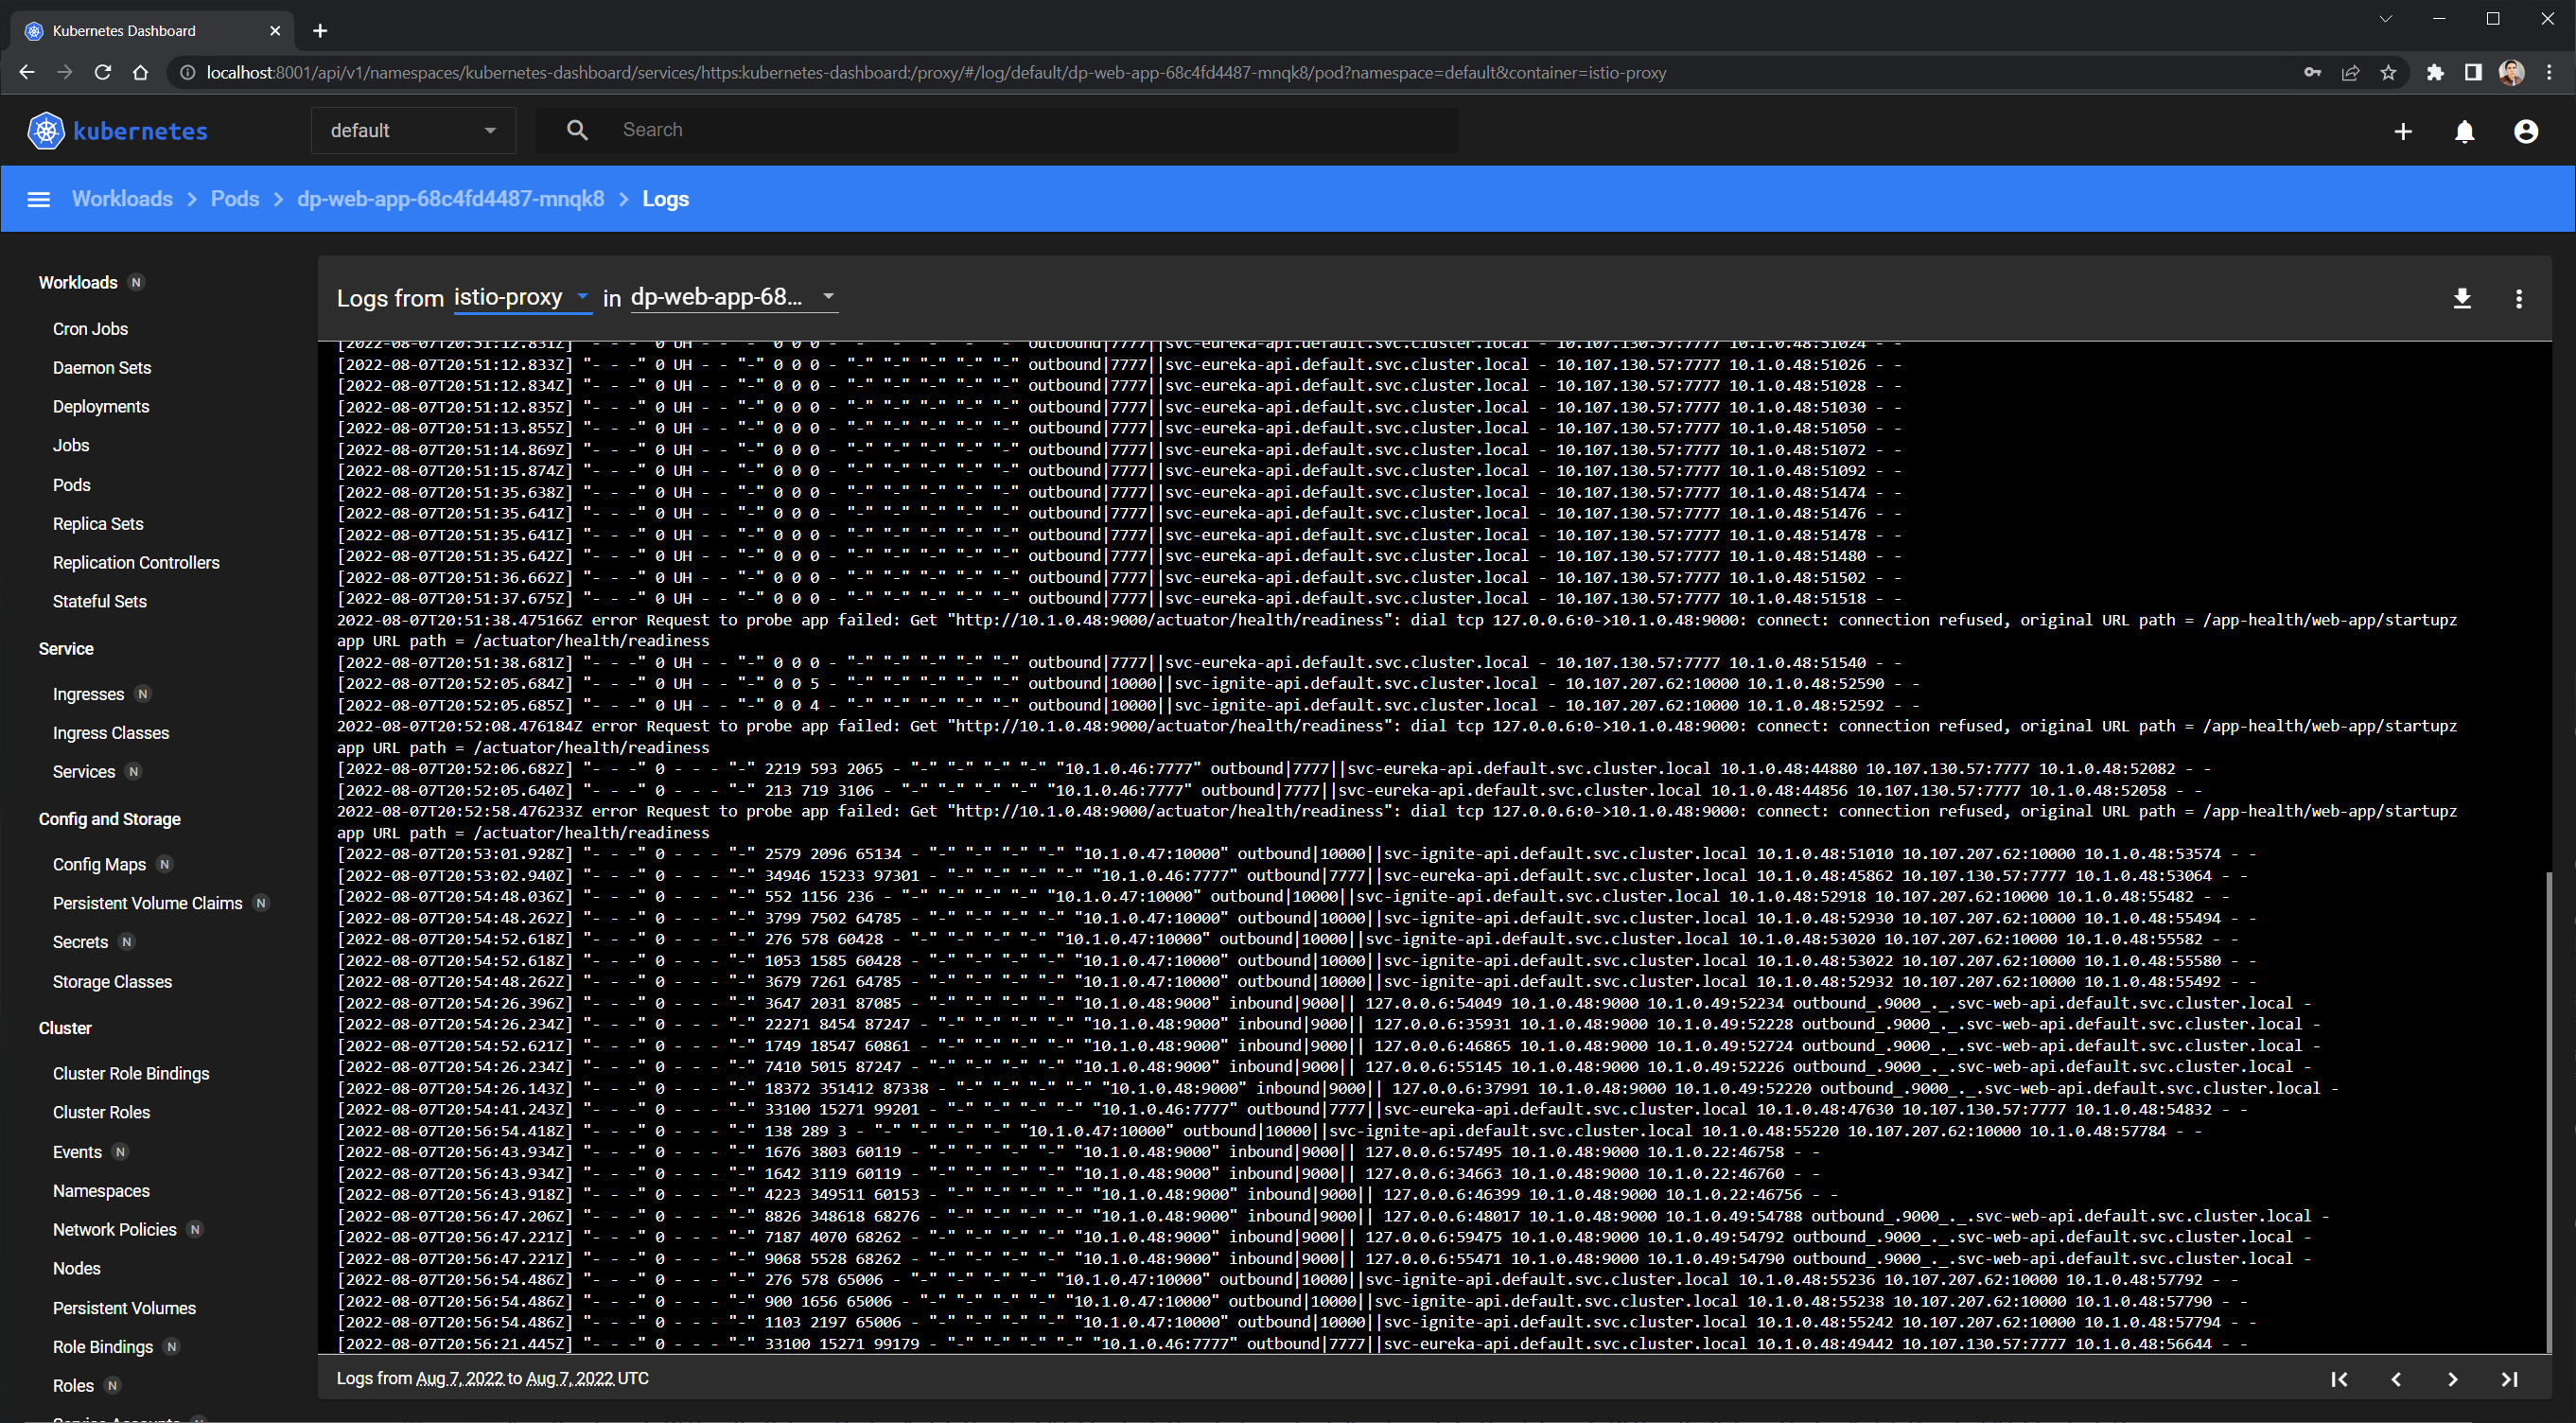 Kubernetes Dashboard
localhost:8001/api/v1/namespaces/kubernetes-dashboard/services/https:kubernetes-dashboard:/proxy/#/log/default/dp-web-app-68c4fd4487-mnqk8/pod?namespace=default&container=istio-proxy
kubernetes
default
Search
Workloads > Pods > dp-web-app-68c4fd4487-mnqk8 > Logs
Workloads N
Cron Jobs
Daemon Sets
Deployments
Jobs
Pods
Replica Sets
Replication Controllers
Stateful Sets
Service
Ingresses N
Ingress Classes
Services N
Config and Storage
Config Maps N
Persistent Volume Claims N
Secrets N
Storage Classes
Cluster
Cluster Role Bindings
Cluster Roles
Events N
Namespaces
Network Policies N
Nodes
Persistent Volumes
Role Bindings N
Roles N
Service Accounts N
Logs from istio-proxy in dp-web-app-68...
[2022-08-07T20:51:12.831Z] "- - -" 0 UH - - "-" 0 0 0 - "-" "-" "-" "-" "-" outbound|7777||svc-eureka-api.default.svc.cluster.local - 10.107.130.57:7777 10.1.0.48:51024 - -
[2022-08-07T20:51:12.833Z] "- - -" 0 UH - - "-" 0 0 0 - "-" "-" "-" "-" "-" outbound|7777||svc-eureka-api.default.svc.cluster.local - 10.107.130.57:7777 10.1.0.48:51026 - -
[2022-08-07T20:51:12.834Z] "- - -" 0 UH - - "-" 0 0 0 - "-" "-" "-" "-" "-" outbound|7777||svc-eureka-api.default.svc.cluster.local - 10.107.130.57:7777 10.1.0.48:51028 - -
[2022-08-07T20:51:12.835Z] "- - -" 0 UH - - "-" 0 0 0 - "-" "-" "-" "-" "-" outbound|7777||svc-eureka-api.default.svc.cluster.local - 10.107.130.57:7777 10.1.0.48:51030 - -
[2022-08-07T20:51:13.855Z] "- - -" 0 UH - - "-" 0 0 0 - "-" "-" "-" "-" "-" outbound|7777||svc-eureka-api.default.svc.cluster.local - 10.107.130.57:7777 10.1.0.48:51050 - -
[2022-08-07T20:51:14.869Z] "- - -" 0 UH - - "-" 0 0 0 - "-" "-" "-" "-" "-" outbound|7777||svc-eureka-api.default.svc.cluster.local - 10.107.130.57:7777 10.1.0.48:51072 - -
[2022-08-07T20:51:15.874Z] "- - -" 0 UH - - "-" 0 0 0 - "-" "-" "-" "-" "-" outbound|7777||svc-eureka-api.default.svc.cluster.local - 10.107.130.57:7777 10.1.0.48:51092 - -
[2022-08-07T20:51:35.638Z] "- - -" 0 UH - - "-" 0 0 0 - "-" "-" "-" "-" "-" outbound|7777||svc-eureka-api.default.svc.cluster.local - 10.107.130.57:7777 10.1.0.48:51474 - -
[2022-08-07T20:51:35.641Z] "- - -" 0 UH - - "-" 0 0 0 - "-" "-" "-" "-" "-" outbound|7777||svc-eureka-api.default.svc.cluster.local - 10.107.130.57:7777 10.1.0.48:51476 - -
[2022-08-07T20:51:35.641Z] "- - -" 0 UH - - "-" 0 0 0 - "-" "-" "-" "-" "-" outbound|7777||svc-eureka-api.default.svc.cluster.local - 10.107.130.57:7777 10.1.0.48:51478 - -
[2022-08-07T20:51:35.642Z] "- - -" 0 UH - - "-" 0 0 0 - "-" "-" "-" "-" "-" outbound|7777||svc-eureka-api.default.svc.cluster.local - 10.107.130.57:7777 10.1.0.48:51480 - -
[2022-08-07T20:51:36.662Z] "- - -" 0 UH - - "-" 0 0 0 - "-" "-" "-" "-" "-" outbound|7777||svc-eureka-api.default.svc.cluster.local - 10.107.130.57:7777 10.1.0.48:51502 - -
[2022-08-07T20:51:37.675Z] "- - -" 0 UH - - "-" 0 0 0 - "-" "-" "-" "-" "-" outbound|7777||svc-eureka-api.default.svc.cluster.local - 10.107.130.57:7777 10.1.0.48:51518 - -
2022-08-07T20:51:38.475166Z error Request to probe app failed: Get "http://10.1.0.48:9000/actuator/health/readiness": dial tcp 127.0.0.6:0->10.1.0.48:9000: connect: connection refused, original URL path = /app-health/web-app/startupz
app URL path = /actuator/health/readiness
[2022-08-07T20:51:38.681Z] "- - -" 0 UH - - "-" 0 0 0 - "-" "-" "-" "-" "-" outbound|7777||svc-eureka-api.default.svc.cluster.local - 10.107.130.57:7777 10.1.0.48:51540 - -
[2022-08-07T20:52:05.684Z] "- - -" 0 UH - - "-" 0 0 5 - "-" "-" "-" "-" "-" outbound|10000||svc-ignite-api.default.svc.cluster.local - 10.107.207.62:10000 10.1.0.48:52590 - -
[2022-08-07T20:52:05.685Z] "- - -" 0 UH - - "-" 0 0 4 - "-" "-" "-" "-" "-" outbound|10000||svc-ignite-api.default.svc.cluster.local - 10.107.207.62:10000 10.1.0.48:52592 - -
2022-08-07T20:52:08.476184Z error Request to probe app failed: Get "http://10.1.0.48:9000/actuator/health/readiness": dial tcp 127.0.0.6:0->10.1.0.48:9000: connect: connection refused, original URL path = /app-health/web-app/startupz
app URL path = /actuator/health/readiness
[2022-08-07T20:52:06.682Z] "- - -" 0 - - - "-" 2219 593 2065 - "-" "-" "-" "-" "10.1.0.46:7777" outbound|7777||svc-eureka-api.default.svc.cluster.local 10.1.0.48:44880 10.107.130.57:7777 10.1.0.48:52082 - -
[2022-08-07T20:52:05.640Z] "- - -" 0 - - - "-" 213 719 3106 - "-" "-" "-" "-" "10.1.0.46:7777" outbound|7777||svc-eureka-api.default.svc.cluster.local 10.1.0.48:44856 10.107.130.57:7777 10.1.0.48:52058 - -
2022-08-07T20:52:58.476233Z error Request to probe app failed: Get "http://10.1.0.48:9000/actuator/health/readiness": dial tcp 127.0.0.6:0->10.1.0.48:9000: connect: connection refused, original URL path = /app-health/web-app/startupz
app URL path = /actuator/health/readiness
[2022-08-07T20:53:01.928Z] "- - -" 0 - - - "-" 2579 2096 65134 - "-" "-" "-" "-" "10.1.0.47:10000" outbound|10000||svc-ignite-api.default.svc.cluster.local 10.1.0.48:51010 10.107.207.62:10000 10.1.0.48:53574 - -
[2022-08-07T20:53:02.940Z] "- - -" 0 - - - "-" 34946 15233 97301 - "-" "-" "-" "-" "10.1.0.46:7777" outbound|7777||svc-eureka-api.default.svc.cluster.local 10.1.0.48:45862 10.107.130.57:7777 10.1.0.48:53064 - -
[2022-08-07T20:54:48.036Z] "- - -" 0 - - - "-" 552 1156 236 - "-" "-" "-" "-" "10.1.0.47:10000" outbound|10000||svc-ignite-api.default.svc.cluster.local 10.1.0.48:52918 10.107.207.62:10000 10.1.0.48:55482 - -
[2022-08-07T20:54:48.262Z] "- - -" 0 - - - "-" 3799 7502 64785 - "-" "-" "-" "-" "10.1.0.47:10000" outbound|10000||svc-ignite-api.default.svc.cluster.local 10.1.0.48:52930 10.107.207.62:10000 10.1.0.48:55494 - -
[2022-08-07T20:54:52.618Z] "- - -" 0 - - - "-" 276 578 60428 - "-" "-" "-" "-" "10.1.0.47:10000" outbound|10000||svc-ignite-api.default.svc.cluster.local 10.1.0.48:53020 10.107.207.62:10000 10.1.0.48:55582 - -
[2022-08-07T20:54:52.618Z] "- - -" 0 - - - "-" 1053 1585 60428 - "-" "-" "-" "-" "10.1.0.47:10000" outbound|10000||svc-ignite-api.default.svc.cluster.local 10.1.0.48:53022 10.107.207.62:10000 10.1.0.48:55580 - -
[2022-08-07T20:54:48.262Z] "- - -" 0 - - - "-" 3679 7261 64785 - "-" "-" "-" "-" "10.1.0.47:10000" outbound|10000||svc-ignite-api.default.svc.cluster.local 10.1.0.48:52932 10.107.207.62:10000 10.1.0.48:55492 - -
[2022-08-07T20:54:26.396Z] "- - -" 0 - - - "-" 3647 2031 87085 - "-" "-" "-" "-" "10.1.0.48:9000" inbound|9000|| 127.0.0.6:54049 10.1.0.48:9000 10.1.0.49:52234 outbound_.9000_._.svc-web-api.default.svc.cluster.local -
[2022-08-07T20:54:26.234Z] "- - -" 0 - - - "-" 22271 8454 87247 - "-" "-" "-" "-" "10.1.0.48:9000" inbound|9000|| 127.0.0.6:35931 10.1.0.48:9000 10.1.0.49:52228 outbound_.9000_._.svc-web-api.default.svc.cluster.local -
[2022-08-07T20:54:52.621Z] "- - -" 0 - - - "-" 1749 18547 60861 - "-" "-" "-" "-" "10.1.0.48:9000" inbound|9000|| 127.0.0.6:46865 10.1.0.48:9000 10.1.0.49:52724 outbound_.9000_._.svc-web-api.default.svc.cluster.local -
[2022-08-07T20:54:26.234Z] "- - -" 0 - - - "-" 7410 5015 87247 - "-" "-" "-" "-" "10.1.0.48:9000" inbound|9000|| 127.0.0.6:55145 10.1.0.48:9000 10.1.0.49:52226 outbound_.9000_._.svc-web-api.default.svc.cluster.local -
[2022-08-07T20:54:26.143Z] "- - -" 0 - - - "-" 18372 351412 87338 - "-" "-" "-" "-" "10.1.0.48:9000" inbound|9000|| 127.0.0.6:37991 10.1.0.48:9000 10.1.0.49:52220 outbound_.9000_._.svc-web-api.default.svc.cluster.local -
[2022-08-07T20:54:41.243Z] "- - -" 0 - - - "-" 33100 15271 99201 - "-" "-" "-" "-" "10.1.0.46:7777" outbound|7777||svc-eureka-api.default.svc.cluster.local 10.1.0.48:47630 10.107.130.57:7777 10.1.0.48:54832 - -
[2022-08-07T20:56:54.418Z] "- - -" 0 - - - "-" 138 289 3 - "-" "-" "-" "-" "10.1.0.47:10000" outbound|10000||svc-ignite-api.default.svc.cluster.local 10.1.0.48:55220 10.107.207.62:10000 10.1.0.48:57784 - -
[2022-08-07T20:56:43.934Z] "- - -" 0 - - - "-" 1676 3803 60119 - "-" "-" "-" "-" "10.1.0.48:9000" inbound|9000|| 127.0.0.6:57495 10.1.0.48:9000 10.1.0.22:46758 - -
[2022-08-07T20:56:43.934Z] "- - -" 0 - - - "-" 1642 3119 60119 - "-" "-" "-" "-" "10.1.0.48:9000" inbound|9000|| 127.0.0.6:34663 10.1.0.48:9000 10.1.0.22:46760 - -
[2022-08-07T20:56:43.918Z] "- - -" 0 - - - "-" 4223 349511 60153 - "-" "-" "-" "-" "10.1.0.48:9000" inbound|9000|| 127.0.0.6:46399 10.1.0.48:9000 10.1.0.22:46756 - -
[2022-08-07T20:56:47.206Z] "- - -" 0 - - - "-" 8826 348618 68276 - "-" "-" "-" "-" "10.1.0.48:9000" inbound|9000|| 127.0.0.6:48017 10.1.0.48:9000 10.1.0.49:54788 outbound_.9000_._.svc-web-api.default.svc.cluster.local -
[2022-08-07T20:56:47.221Z] "- - -" 0 - - - "-" 7187 4070 68262 - "-" "-" "-" "-" "10.1.0.48:9000" inbound|9000|| 127.0.0.6:59475 10.1.0.48:9000 10.1.0.49:54792 outbound_.9000_._.svc-web-api.default.svc.cluster.local -
[2022-08-07T20:56:47.221Z] "- - -" 0 - - - "-" 9068 5528 68262 - "-" "-" "-" "-" "10.1.0.48:9000" inbound|9000|| 127.0.0.6:55471 10.1.0.48:9000 10.1.0.49:54790 outbound_.9000_._.svc-web-api.default.svc.cluster.local -
[2022-08-07T20:56:54.486Z] "- - -" 0 - - - "-" 276 578 65006 - "-" "-" "-" "-" "10.1.0.47:10000" outbound|10000||svc-ignite-api.default.svc.cluster.local 10.1.0.48:55236 10.107.207.62:10000 10.1.0.48:57792 - -
[2022-08-07T20:56:54.486Z] "- - -" 0 - - - "-" 900 1656 65006 - "-" "-" "-" "-" "10.1.0.47:10000" outbound|10000||svc-ignite-api.default.svc.cluster.local 10.1.0.48:55238 10.107.207.62:10000 10.1.0.48:57790 - -
[2022-08-07T20:56:54.486Z] "- - -" 0 - - - "-" 1103 2197 65006 - "-" "-" "-" "-" "10.1.0.47:10000" outbound|10000||svc-ignite-api.default.svc.cluster.local 10.1.0.48:55242 10.107.207.62:10000 10.1.0.48:57794 - -
[2022-08-07T20:56:21.445Z] "- - -" 0 - - - "-" 33100 15271 99179 - "-" "-" "-" "-" "10.1.0.46:7777" outbound|7777||svc-eureka-api.default.svc.cluster.local 10.1.0.48:49442 10.107.130.57:7777 10.1.0.48:56644 - -
Logs from Aug 7, 2022 to Aug 7, 2022 UTC